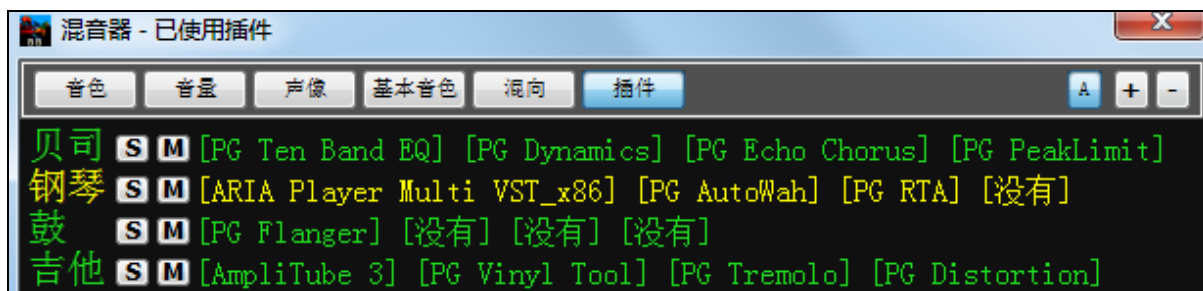 混音器 - 已使用插件
音色 音量 声像 基本音色 混向 插件 A + -
贝司 S M [PG Ten Band EQ] [PG Dynamics] [PG Echo Chorus] [PG PeakLimit]
钢琴 S M [ARIA Player Multi VST_x86] [PG AutoWah] [PG RTA] [没有]
鼓 S M [PG Flanger] [没有] [没有] [没有]
吉他 S M [AmpliTube 3] [PG Vinyl Tool] [PG Tremolo] [PG Distortion]